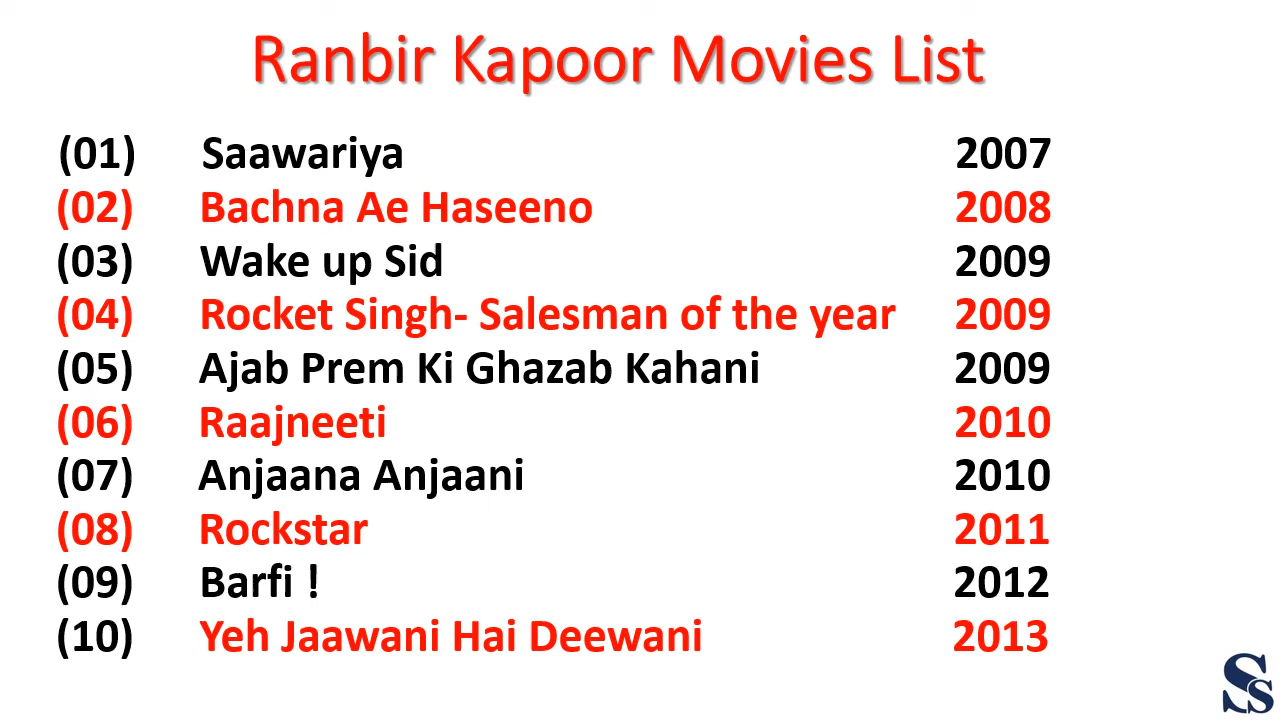 Ranbir Kapoor Movies List
(01) Saawariya 2007
(02) Bachna Ae Haseeno 2008
(03) Wake up Sid 2009
(04) Rocket Singh- Salesman of the year 2009
(05) Ajab Prem Ki Ghazab Kahani 2009
(06) Raajneeti 2010
(07) Anjaana Anjaani 2010
(08) Rockstar 2011
(09) Barfi ! 2012
(10) Yeh Jaawani Hai Deewani 2013
SS